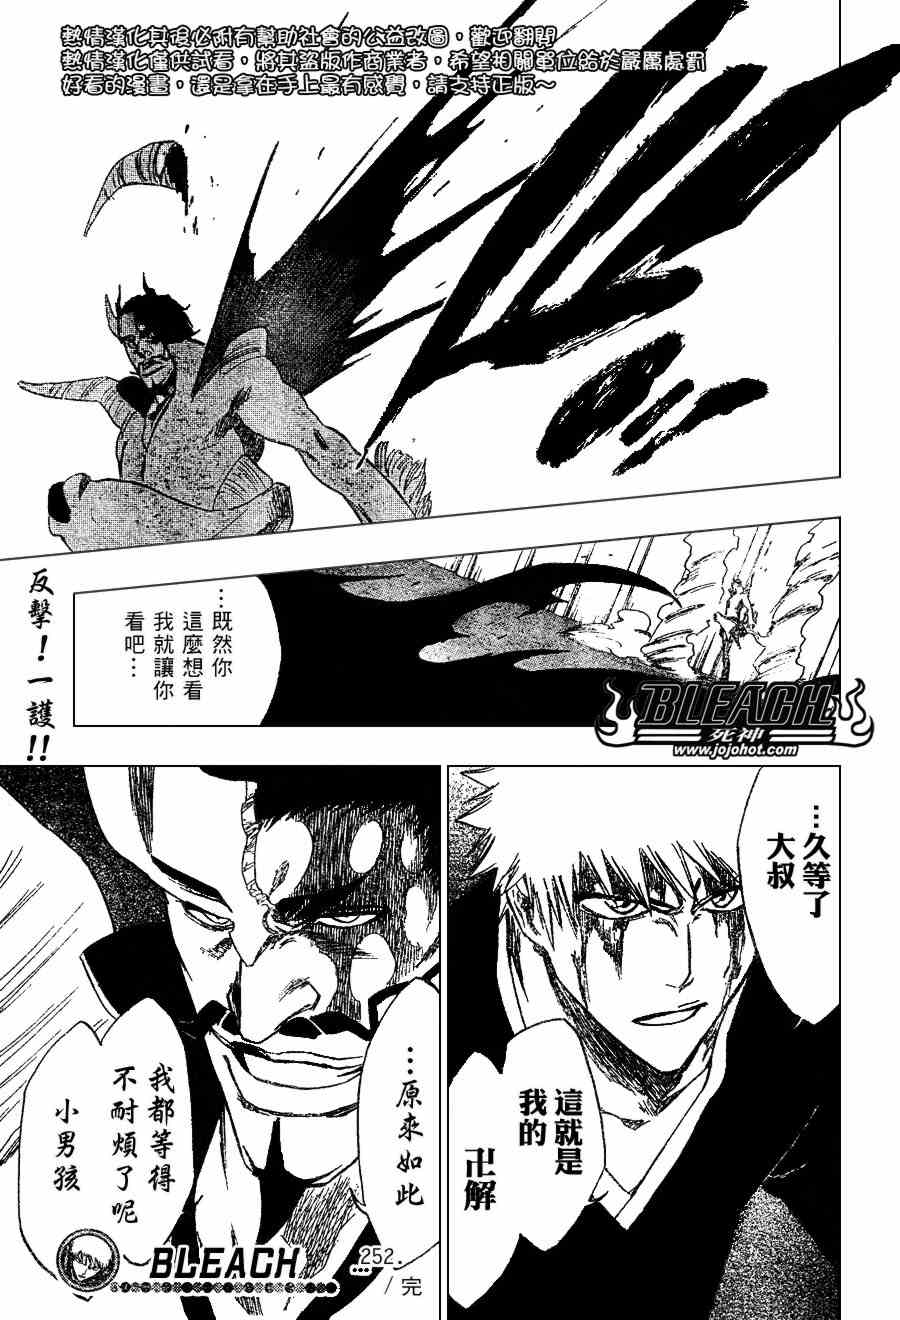 熱情漢化其後必附有幫助社會的公益改圖，歡迎翻閱
熱情漢化僅供試看，將其盜版作商業者，希望相關單位給於嚴厲處罰
好看的漫畫，還是拿在手上最有感覺，請支持正版～
…既然你
這麼想看
我就讓你
看吧…
反擊！一護!!
BLEACH
死神
www.jojohot.com
…久等了
大叔
這就是
我的
卍解
…原來如此
我都等得
不耐煩了呢
小男孩
BLEACH
252.
/完